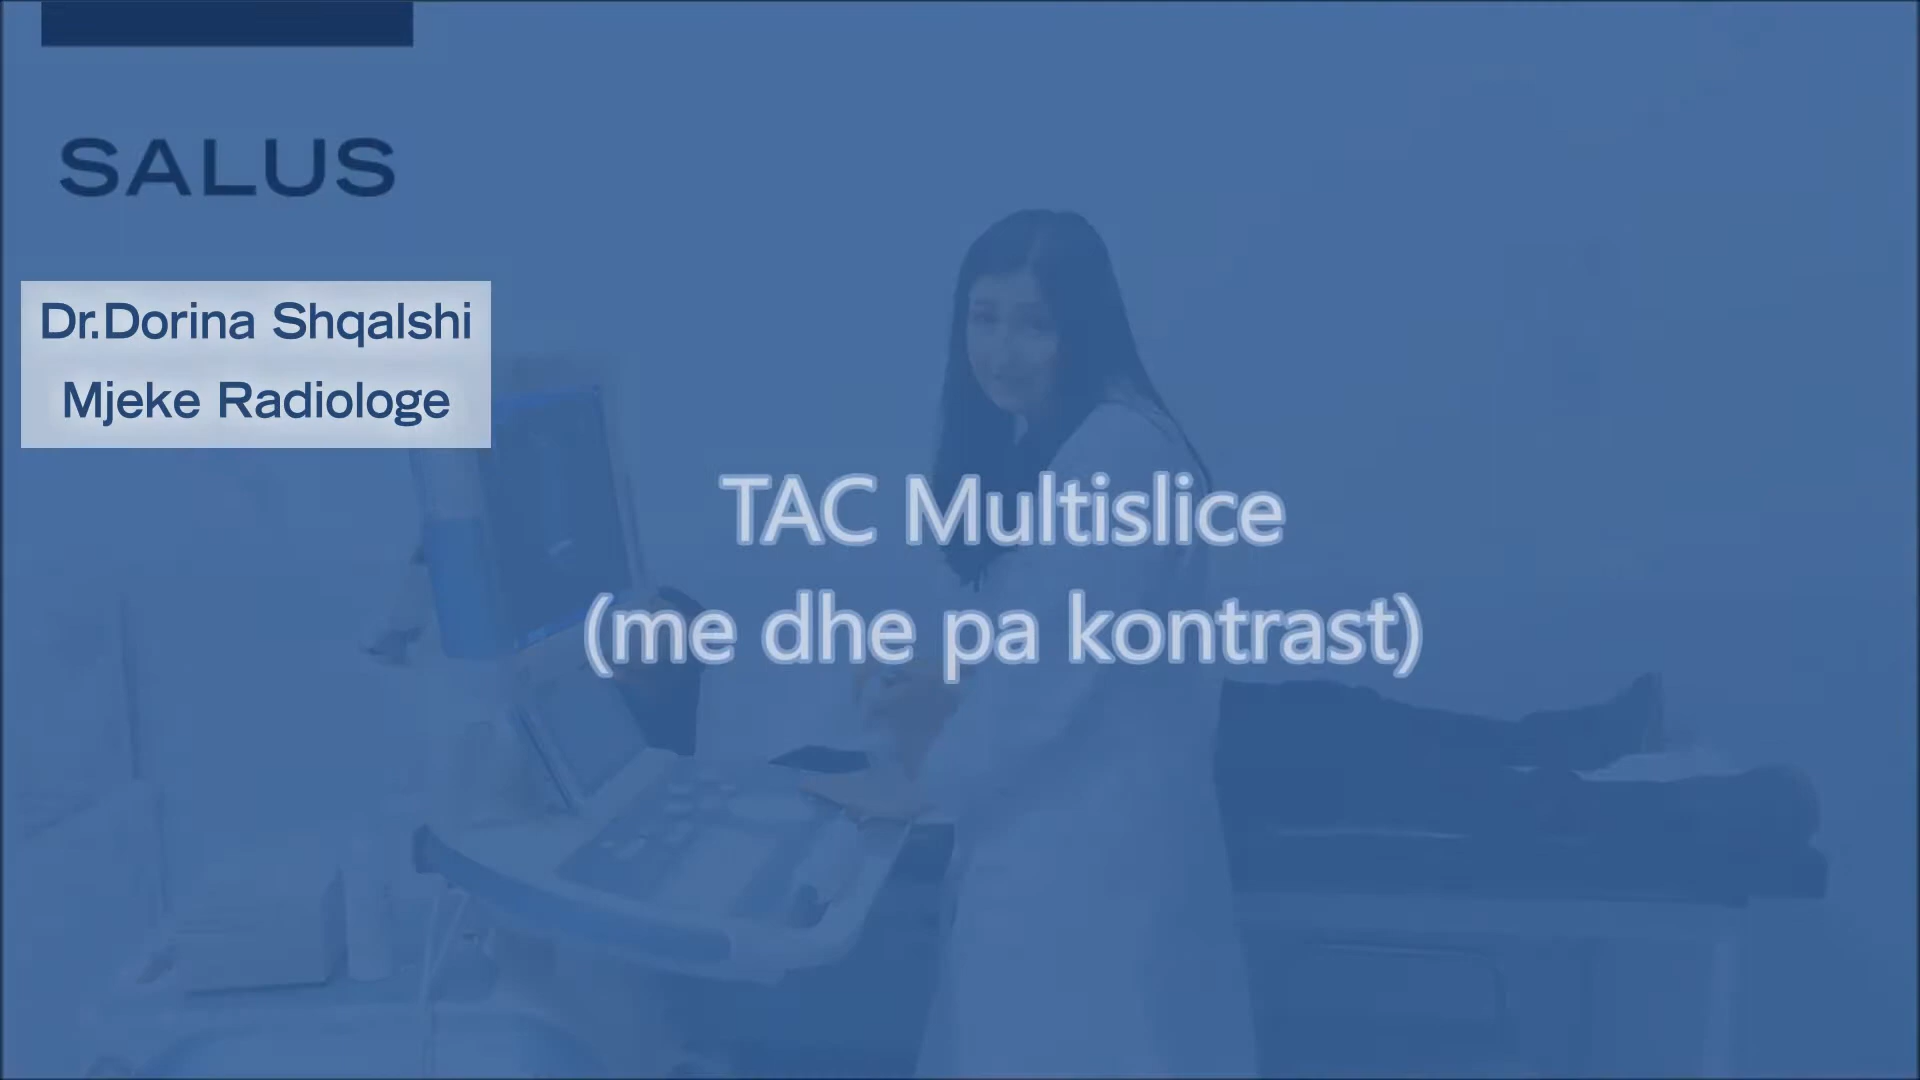 SALUS
Dr.Dorina Shqalshi
Mjeke Radiologe
TAC Multislice
(me dhe pa kontrast)